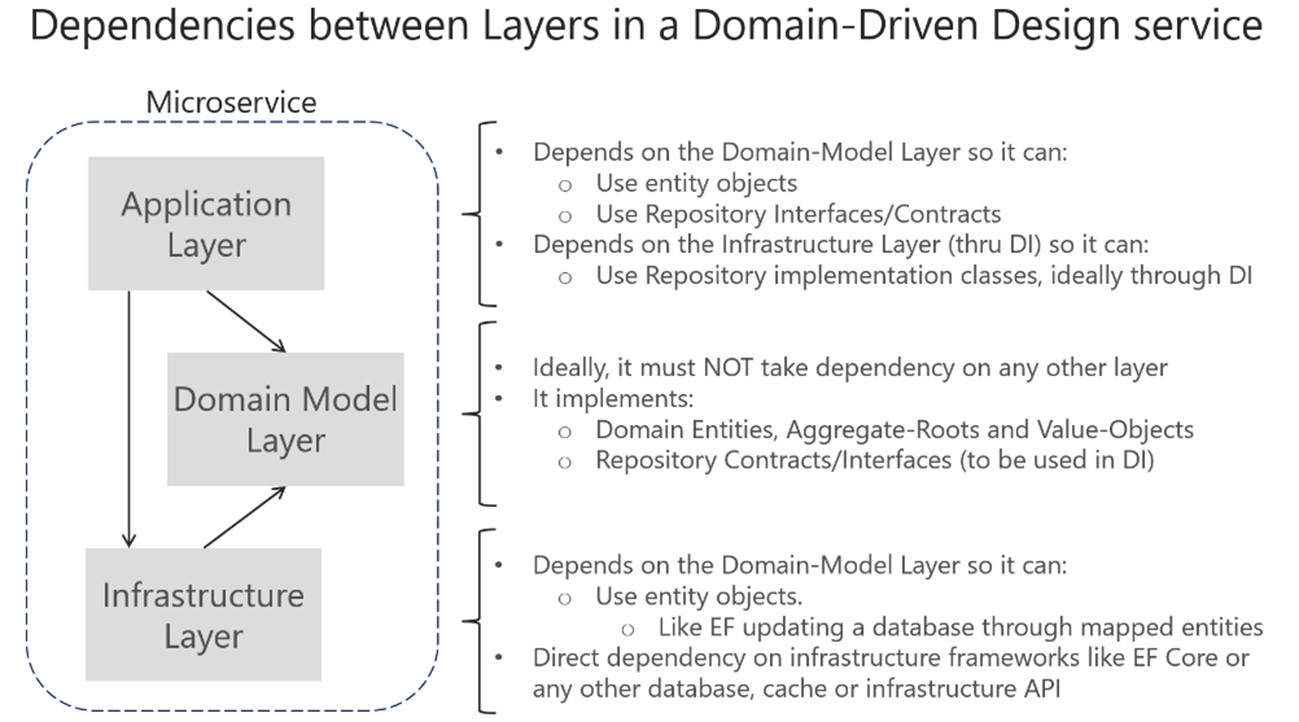 Dependencies between Layers in a Domain-Driven Design service
Microservice
Application
Layer
Domain Model
Layer
Infrastructure
Layer
• Depends on the Domain-Model Layer so it can:
o Use entity objects
o Use Repository Interfaces/Contracts
• Depends on the Infrastructure Layer (thru DI) so it can:
o Use Repository implementation classes, ideally through DI
• Ideally, it must NOT take dependency on any other layer
• It implements:
o Domain Entities, Aggregate-Roots and Value-Objects
o Repository Contracts/Interfaces (to be used in DI)
• Depends on the Domain-Model Layer so it can:
o Use entity objects.
o Like EF updating a database through mapped entities
• Direct dependency on infrastructure frameworks like EF Core or
any other database, cache or infrastructure API